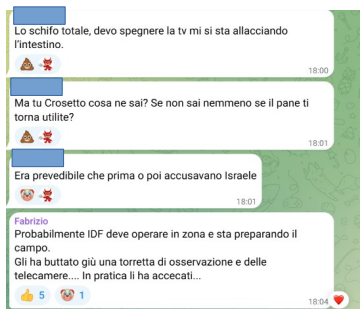 Lo schifo totale, devo spegnere la tv mi si sta allacciando
l'intestino.
18:00
Ma tu Crosetto cosa ne sai? Se non sai nemmeno se il pane ti
torna utilite?
18:01
Era prevedibile che prima o poi accusavano Israele
18:01
Fabrizio
Probabilmente IDF deve operare in zona e sta preparando il
campo.
Gli ha buttato giù una torretta di osservazione e delle
telecamere.... In pratica li ha accecati...
5 1
18:04